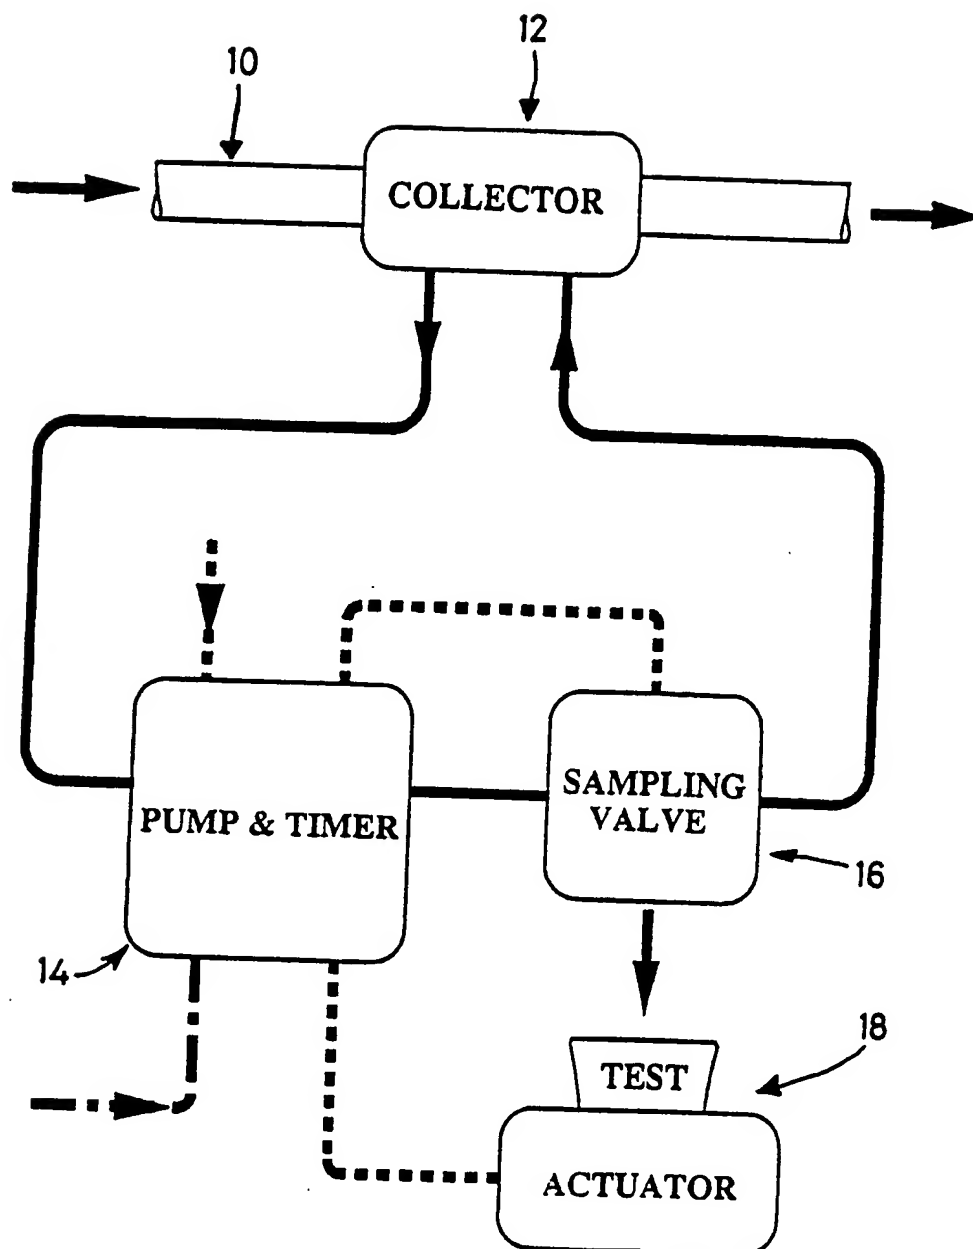 12
10
COLLECTOR
SAMPLING
VALVE
PUMP & TIMER
16
14
18
TEST
ACTUATOR